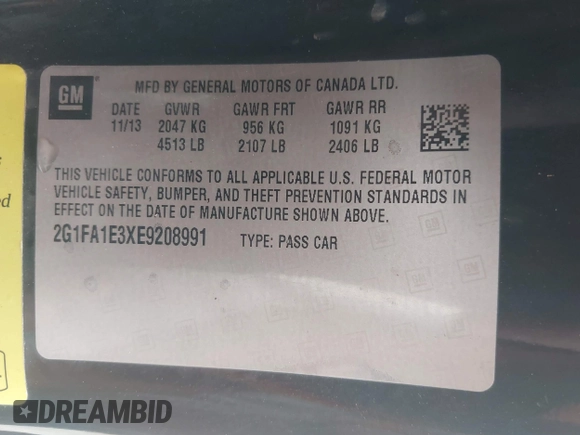 GM
MFD BY GENERAL MOTORS OF CANADA LTD.
DATE GVWR GAWR FRT GAWR RR
11/13 2047 KG 956 KG 1091 KG
4513 LB 2107 LB 2406 LB
THIS VEHICLE CONFORMS TO ALL APPLICABLE U.S. FEDERAL MOTOR
VEHICLE SAFETY, BUMPER, AND THEFT PREVENTION STANDARDS IN
EFFECT ON THE DATE OF MANUFACTURE SHOWN ABOVE.
2G1FA1E3XE9208991 TYPE: PASS CAR
DREAMBID